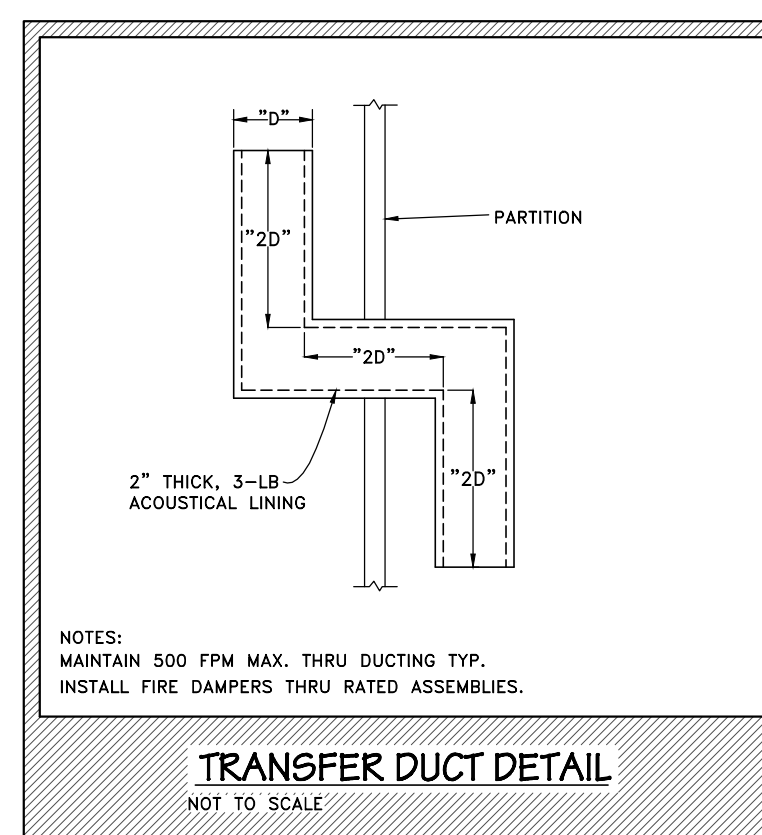 "D"
"2D"
PARTITION
"2D"
"2D"
2" THICK, 3-LB
ACOUSTICAL LINING
NOTES:
MAINTAIN 500 FPM MAX. THRU DUCTING TYP.
INSTALL FIRE DAMPERS THRU RATED ASSEMBLIES.
TRANSFER DUCT DETAIL
NOT TO SCALE